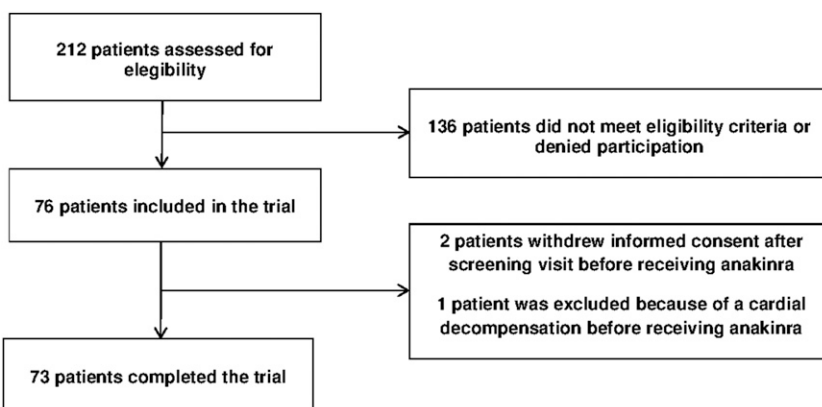 212 patients assessed for
elegibility
136 patients did not meet eligibility criteria or
denied participation
76 patients included in the trial
2 patients withdrew informed consent after
screening visit before receiving anakinra
1 patient was excluded because of a cardial
decompensation before receiving anakinra
73 patients completed the trial